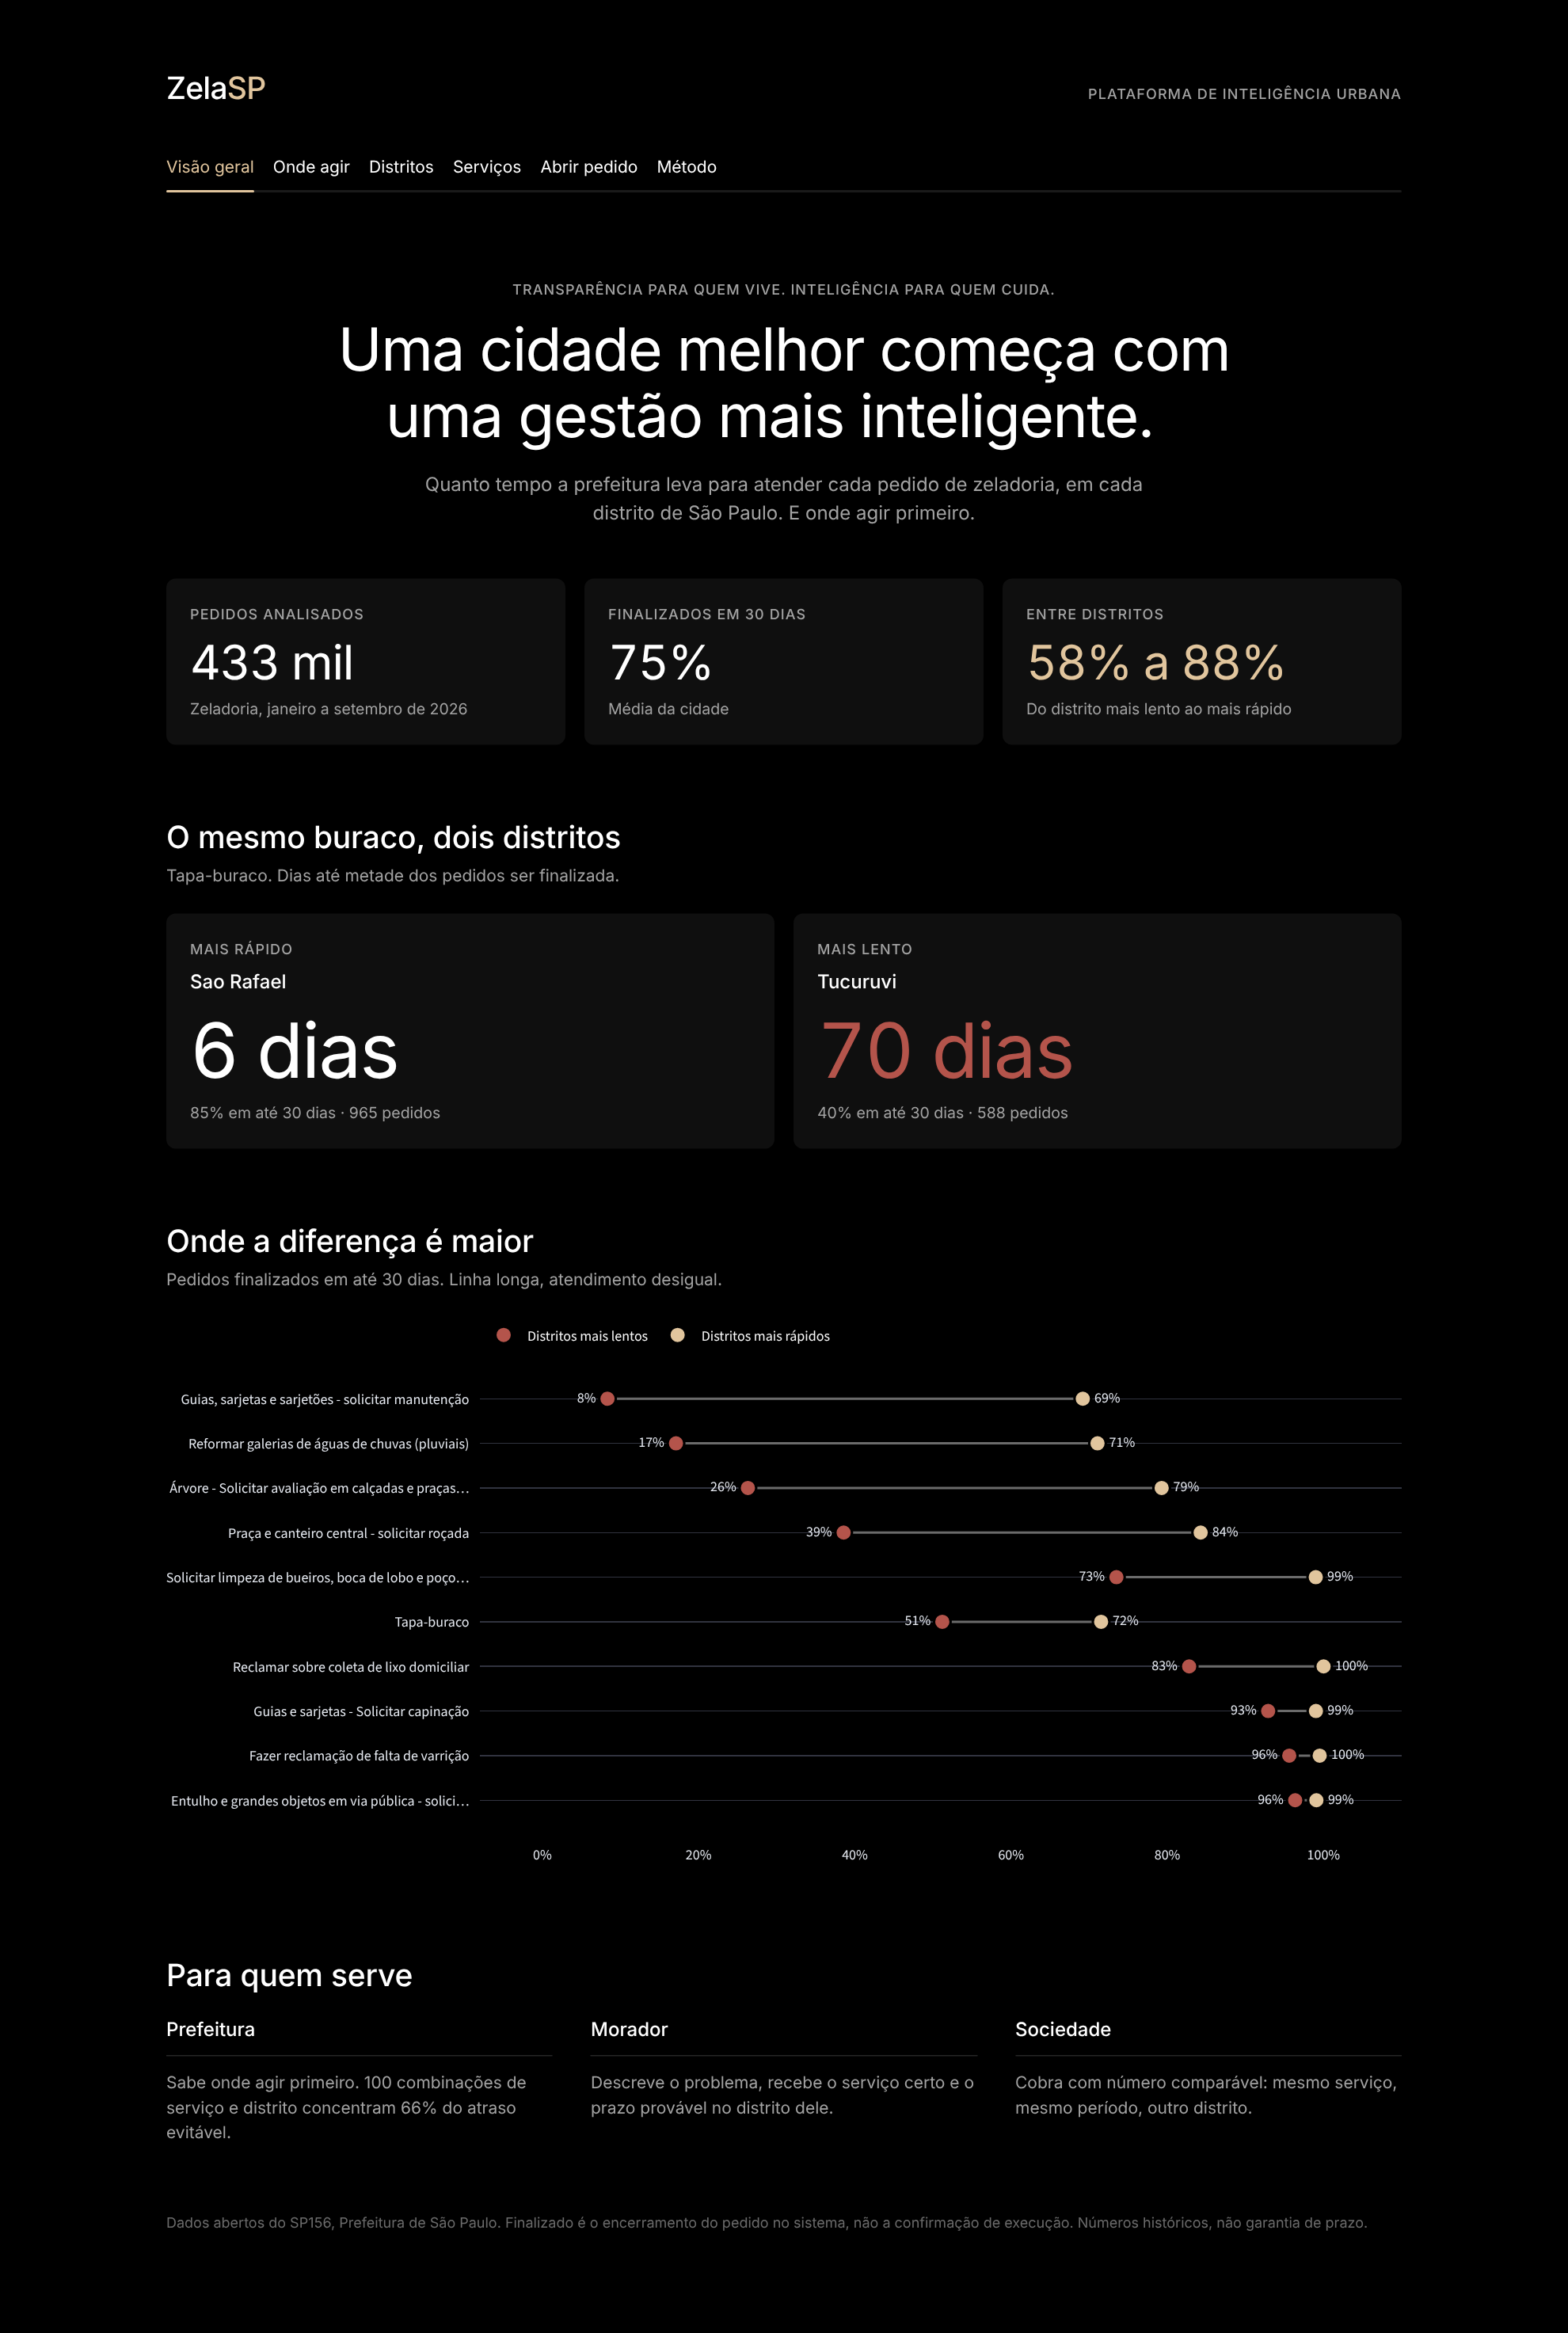 ZelaSP
PLATAFORMA DE INTELIGÊNCIA URBANA
Visão geral Onde agir Distritos Serviços Abrir pedido Método
TRANSPARÊNCIA PARA QUEM VIVE. INTELIGÊNCIA PARA QUEM CUIDA.
Uma cidade melhor começa com
uma gestão mais inteligente.
Quanto tempo a prefeitura leva para atender cada pedido de zeladoria, em cada
distrito de São Paulo. E onde agir primeiro.
PEDIDOS ANALISADOS
433 mil
Zeladoria, janeiro a setembro de 2026
FINALIZADOS EM 30 DIAS
75%
Média da cidade
ENTRE DISTRITOS
58% a 88%
Do distrito mais lento ao mais rápido
O mesmo buraco, dois distritos
Tapa-buraco. Dias até metade dos pedidos ser finalizada.
MAIS RÁPIDO
Sao Rafael
6 dias
85% em até 30 dias · 965 pedidos
MAIS LENTO
Tucuruvi
70 dias
40% em até 30 dias · 588 pedidos
Onde a diferença é maior
Pedidos finalizados em até 30 dias. Linha longa, atendimento desigual.
Distritos mais lentos Distritos mais rápidos
Guias, sarjetas e sarjetões - solicitar manutenção 8% 69%
Reformar galerias de águas de chuvas (pluviais) 17% 71%
Árvore - Solicitar avaliação em calçadas e praças… 26% 79%
Praça e canteiro central - solicitar roçada 39% 84%
Solicitar limpeza de bueiros, boca de lobo e poço… 73% 99%
Tapa-buraco 51% 72%
Reclamar sobre coleta de lixo domiciliar 83% 100%
Guias e sarjetas - Solicitar capinação 93% 99%
Fazer reclamação de falta de varrição 96% 100%
Entulho e grandes objetos em via pública - solici… 96% 99%
0% 20% 40% 60% 80% 100%
Para quem serve
Prefeitura
Sabe onde agir primeiro. 100 combinações de
serviço e distrito concentram 66% do atraso
evitável.
Morador
Descreve o problema, recebe o serviço certo e o
prazo provável no distrito dele.
Sociedade
Cobra com número comparável: mesmo serviço,
mesmo período, outro distrito.
Dados abertos do SP156, Prefeitura de São Paulo. Finalizado é o encerramento do pedido no sistema, não a confirmação de execução. Números históricos, não garantia de prazo.